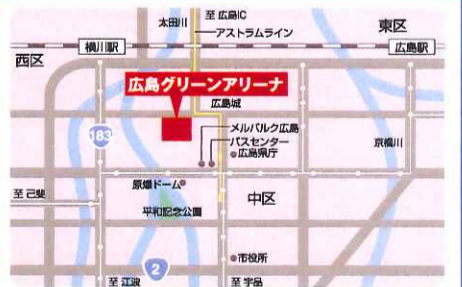 至 広島IC
太田川
東区
アストラムライン
横川駅
広島駅
西区
広島グリーンアリーナ
広島城
183
メルパルク広島
バスセンター
広島県庁
京橋川
原爆ドーム
至 己斐
中区
平和記念公園
2
市役所
至 江波
至 宇品